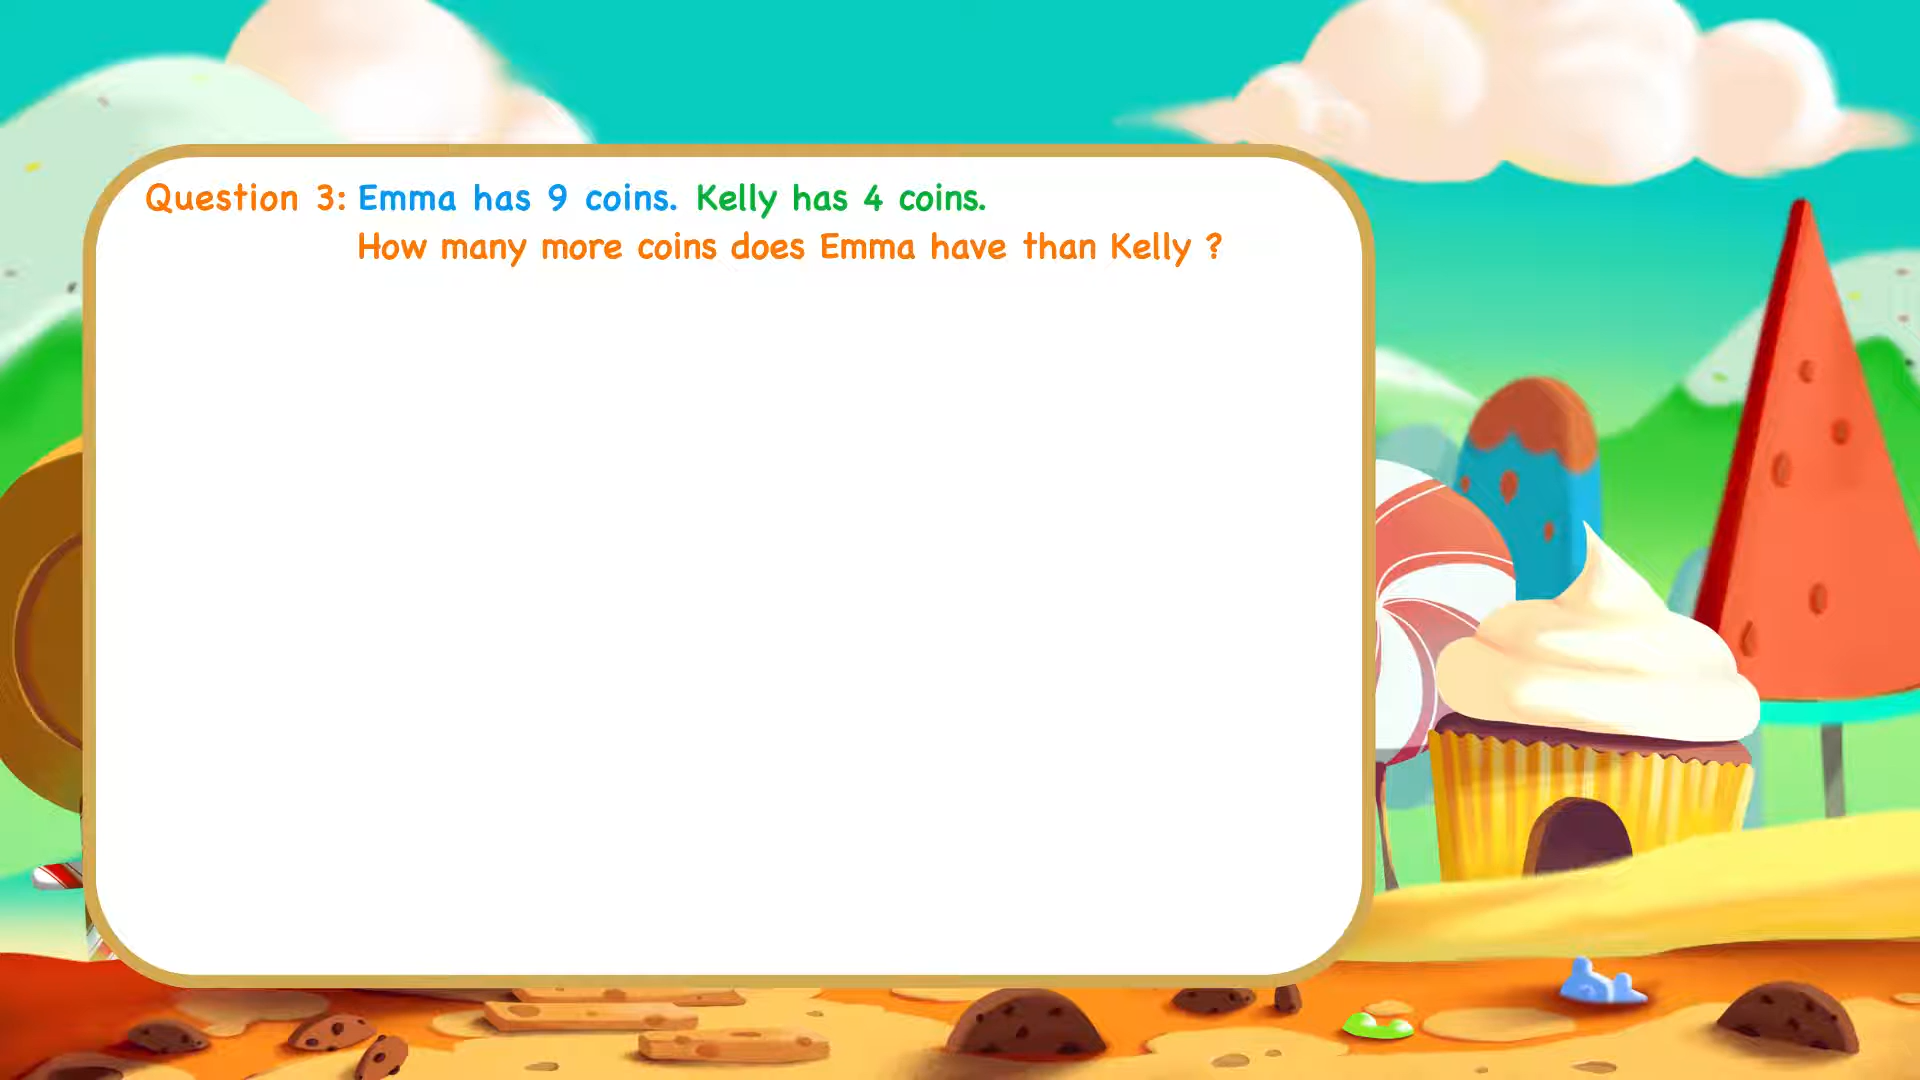 Question 3: Emma has 9 coins. Kelly has 4 coins.
How many more coins does Emma have than Kelly ?